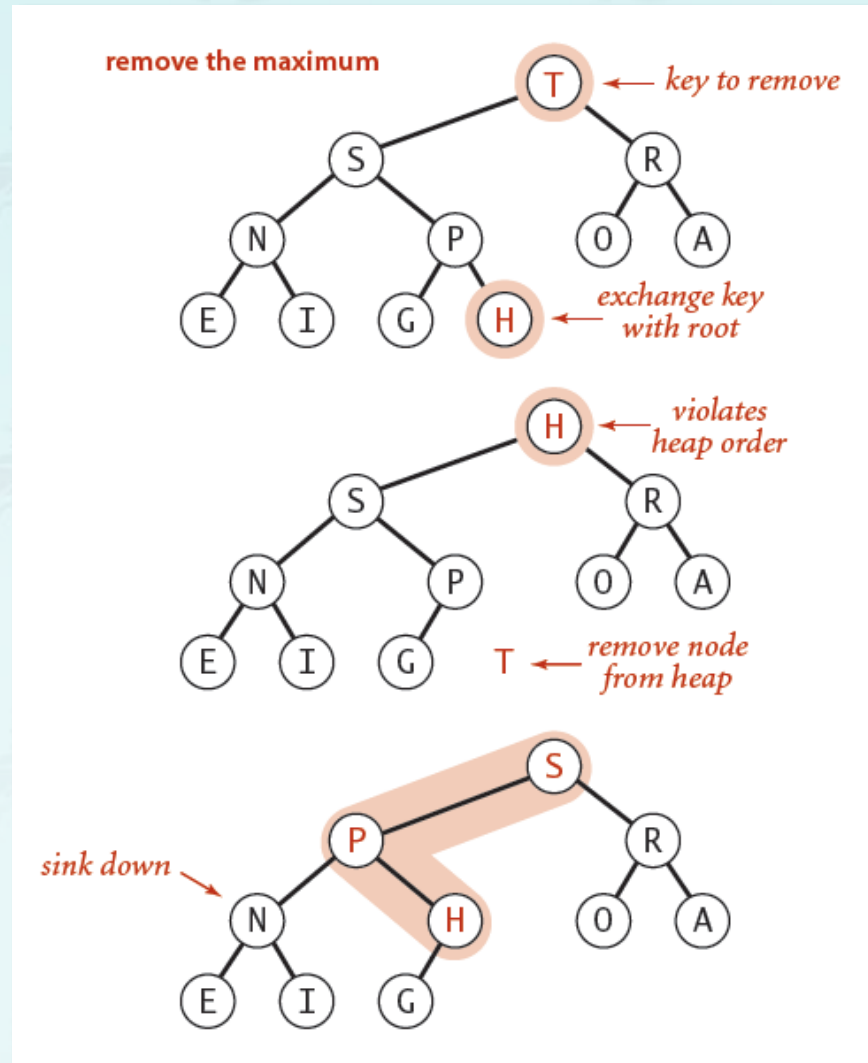 remove the maximum
T
key to remove
S
R
N
P
O
A
E
I
G
H
exchange key
with root
H
violates
heap order
S
R
N
P
O
A
E
I
G
T
remove node
from heap
S
P
R
sink down
N
H
O
A
E
I
G